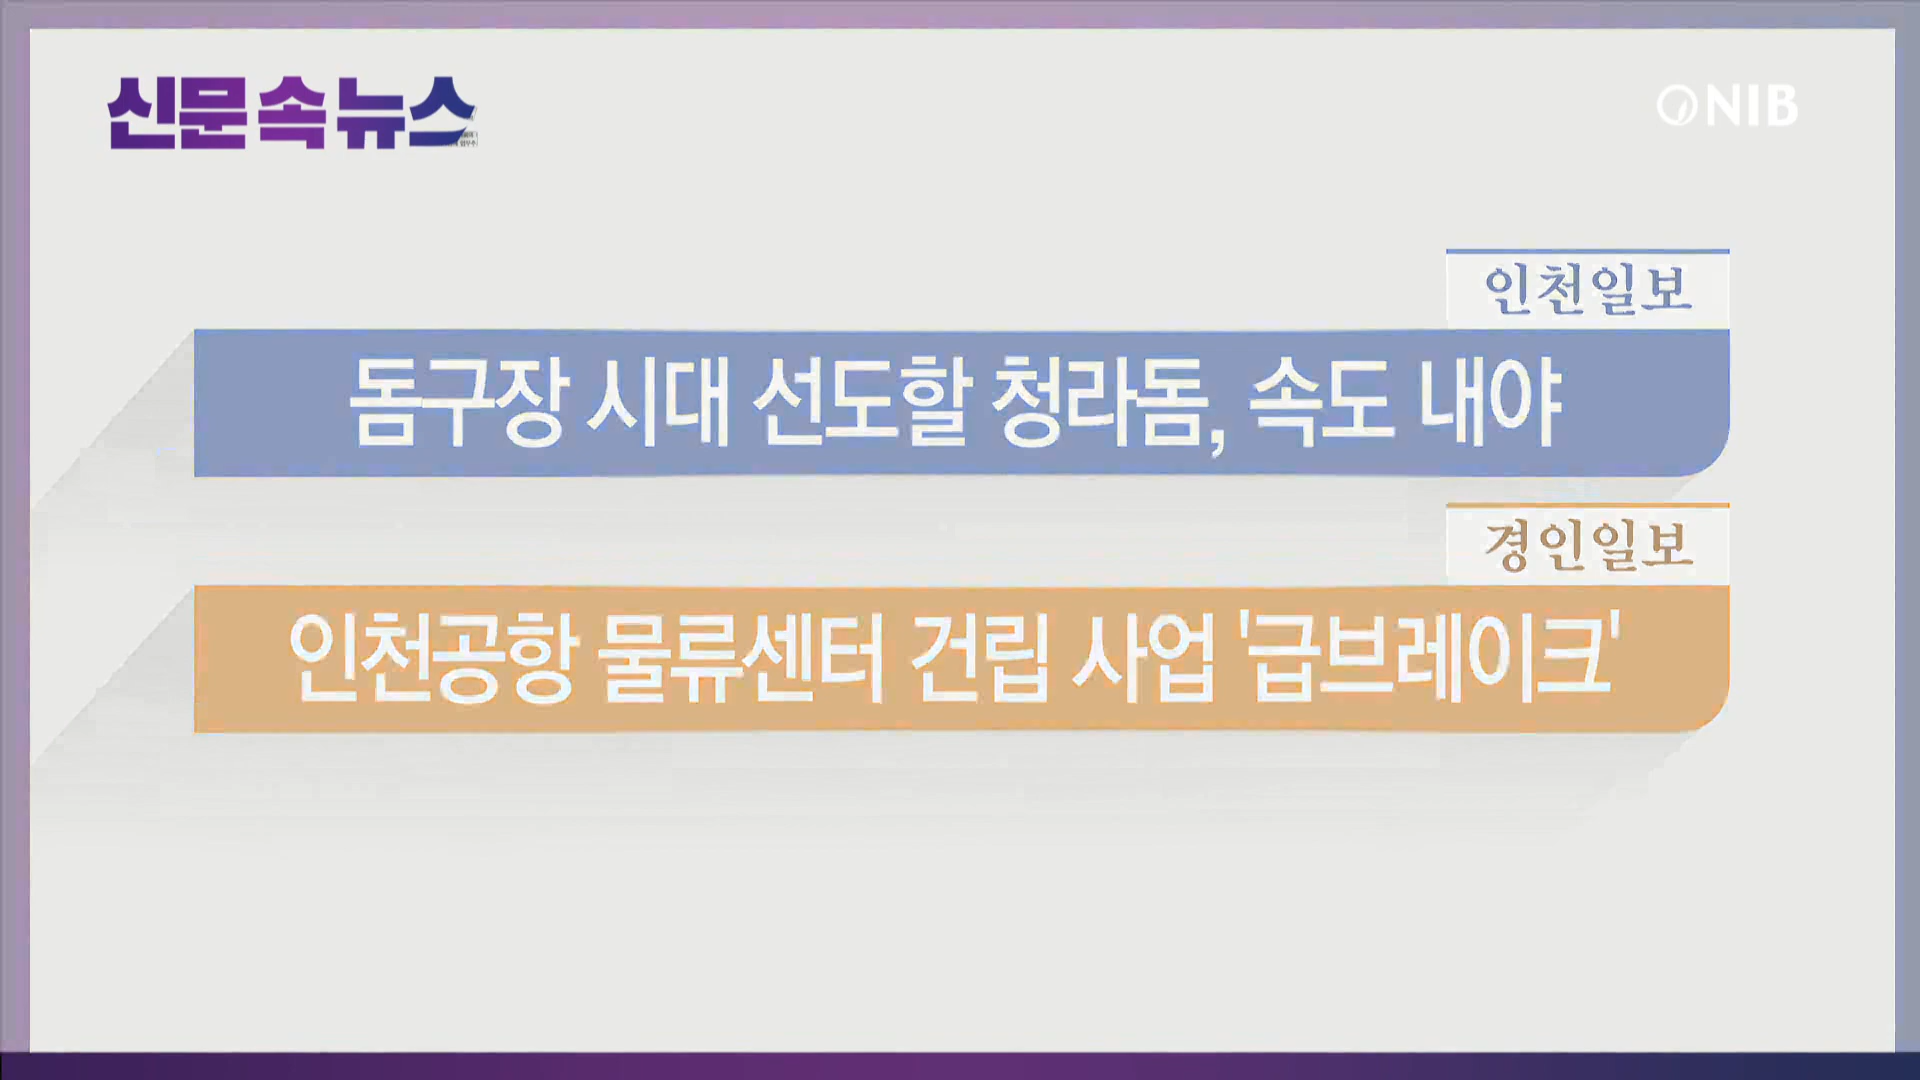 신문 속 뉴스
NIB
인천일보
돔구장 시대 선도할 청라돔, 속도 내야
경인일보
인천공항 물류센터 건립 사업 '급브레이크'